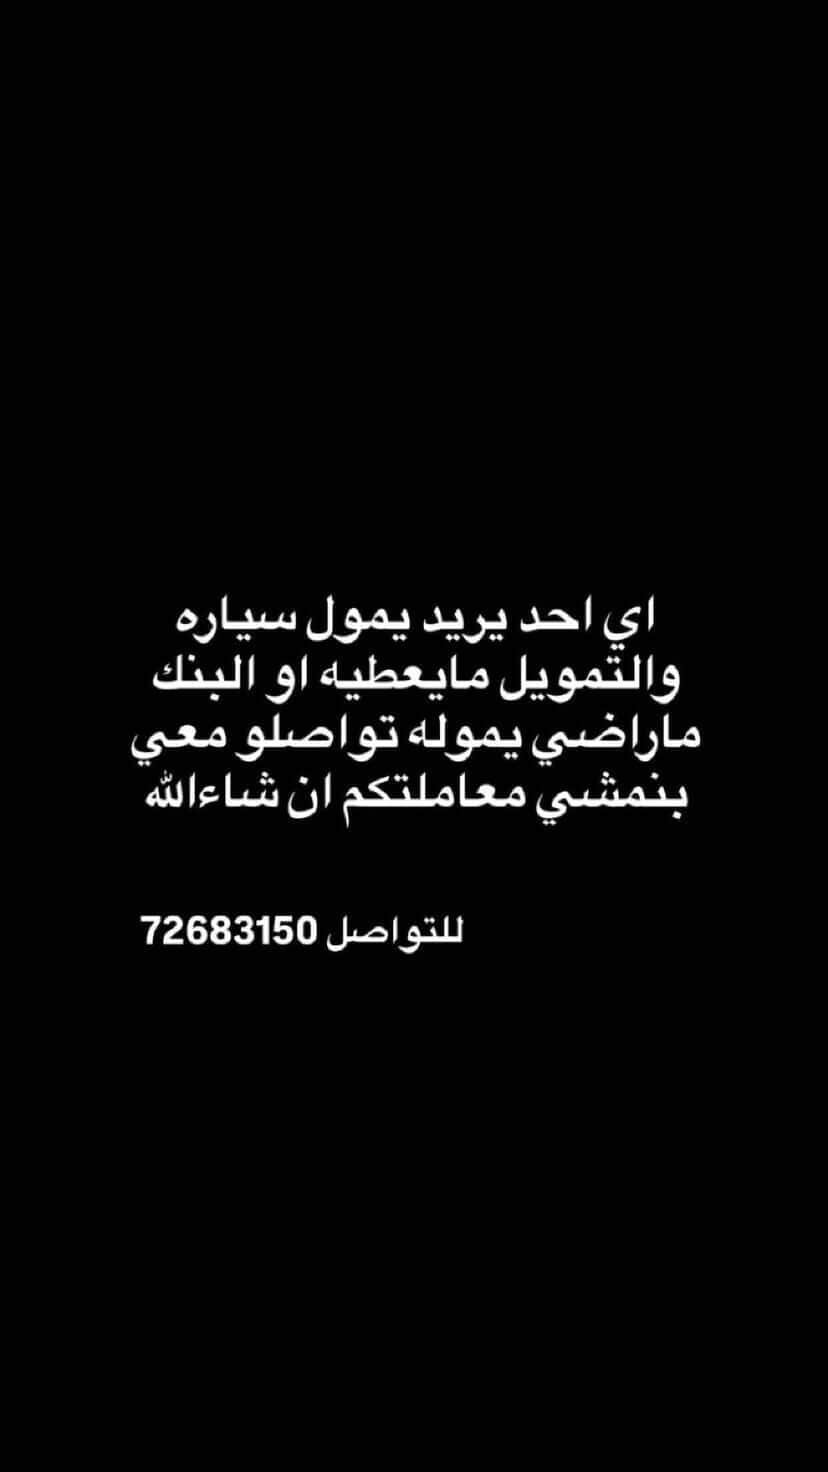 اي احد يريد يمول سياره
والتمويل مايعطيه او البنك
ماراضي يموله تواصلو معي
بنمشي معاملتكم ان شاءالله
للتواصل 72683150